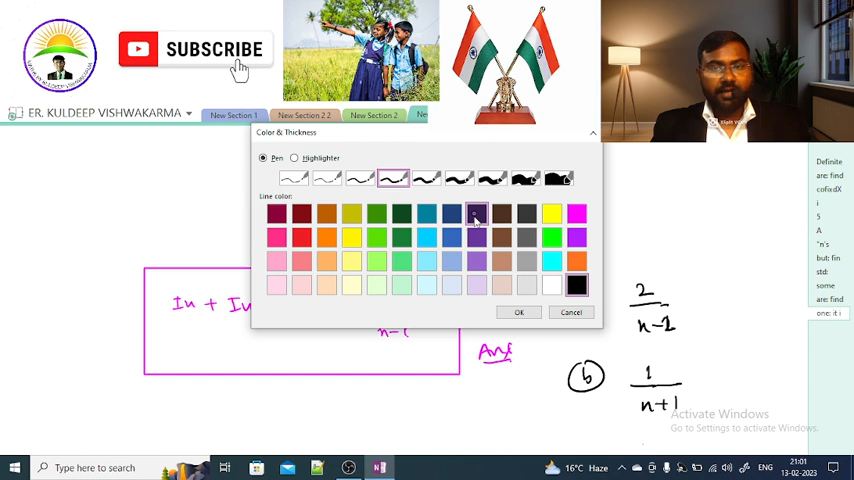 SUBSCRIBE
ER. KULDEEP VISHWAKARMA
New Section 1
New Section 2 2
New Section 2
Color & Thickness
Pen
Highlighter
Line color:
OK
Cancel
Definite
are find
cofixdX
i
5
A
"n's
but: fin
std:
some
are: find
one: it i
In + In
n-1
Ans
2
n-1
b
1
n+1
Activate Windows
Go to Settings to activate Windows.
Type here to search
16°C Haze
ENG
21:01
13-02-2023